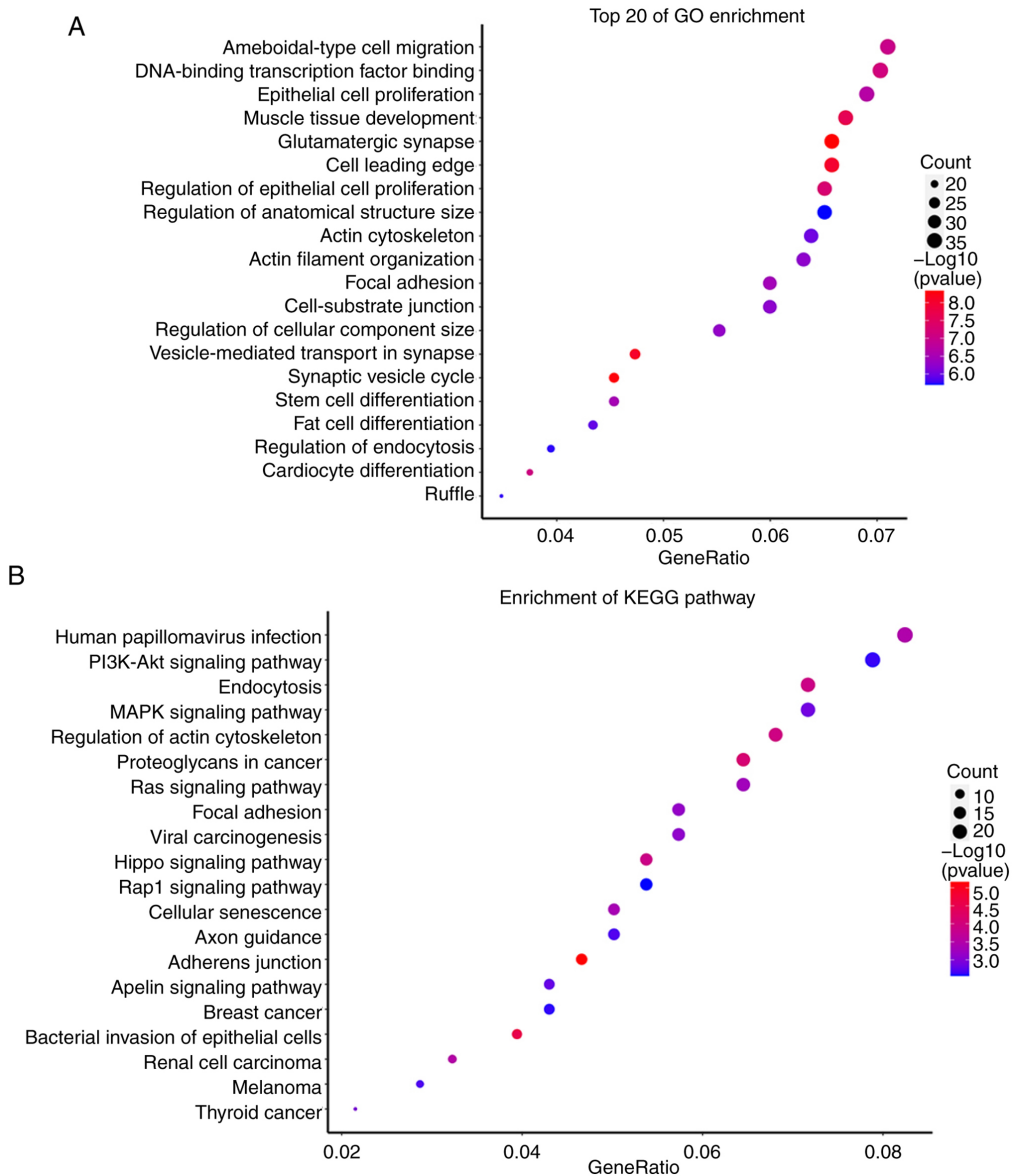 A
Top 20 of GO enrichment
Ameboidal-type cell migration
DNA-binding transcription factor binding
Epithelial cell proliferation
Muscle tissue development
Glutamatergic synapse
Cell leading edge
Regulation of epithelial cell proliferation
Regulation of anatomical structure size
Actin cytoskeleton
Actin filament organization
Focal adhesion
Cell-substrate junction
Regulation of cellular component size
Vesicle-mediated transport in synapse
Synaptic vesicle cycle
Stem cell differentiation
Fat cell differentiation
Regulation of endocytosis
Cardiocyte differentiation
Ruffle
0.04 0.05 0.06 0.07
GeneRatio
Count
20
25
30
35
–Log10
(pvalue)
8.0
7.5
7.0
6.5
6.0
B
Enrichment of KEGG pathway
Human papillomavirus infection
PI3K-Akt signaling pathway
Endocytosis
MAPK signaling pathway
Regulation of actin cytoskeleton
Proteoglycans in cancer
Ras signaling pathway
Focal adhesion
Viral carcinogenesis
Hippo signaling pathway
Rap1 signaling pathway
Cellular senescence
Axon guidance
Adherens junction
Apelin signaling pathway
Breast cancer
Bacterial invasion of epithelial cells
Renal cell carcinoma
Melanoma
Thyroid cancer
0.02 0.04 0.06 0.08
GeneRatio
Count
10
15
20
–Log10
(pvalue)
5.0
4.5
4.0
3.5
3.0